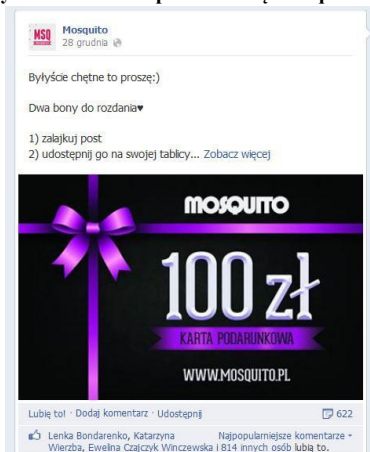 MSQ
Mosquito
28 grudnia
Byłyście chętne to proszę:)
Dwa bony do rozdania♥
1) zalajkuj post
2) udostępnij go na swojej tablicy... Zobacz więcej
MOSQUITO
100 zł
KARTA PODARUNKOWA
WWW.MOSQUITO.PL
Lubię to! · Dodaj komentarz · Udostępnij 622
Lenka Bondarenko, Katarzyna Najpopularniejsze komentarze
Wierzba, Ewelina Czajczyk Winczewska i 814 innych osób lubią to.